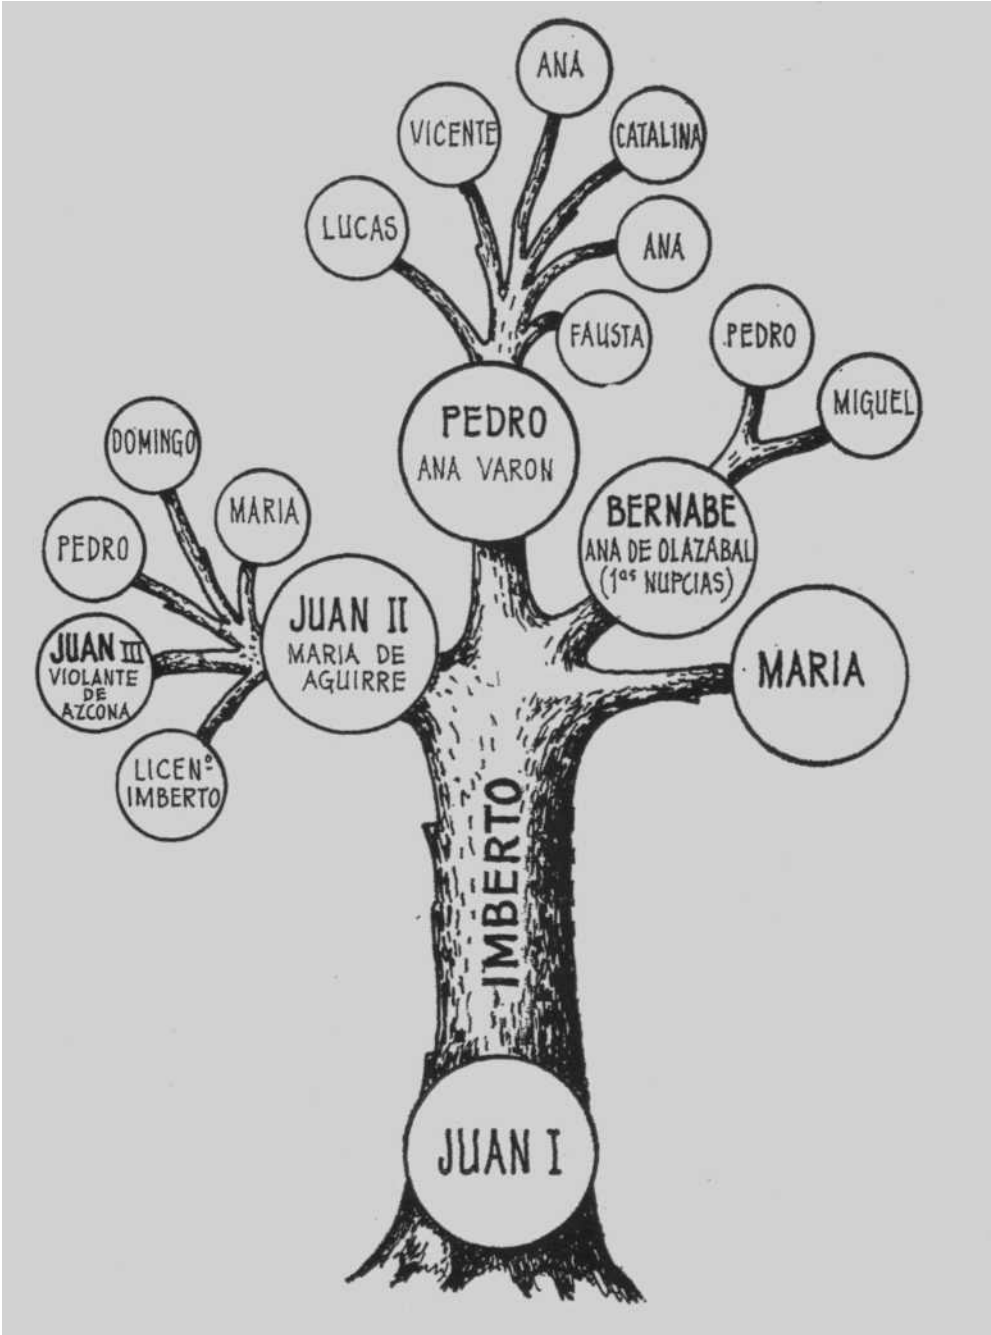 ANA
VICENTE
CATALINA
LUCAS
ANA
FAUSTA
PEDRO
MIGUEL
PEDRO
ANA VARON
DOMINGO
MARIA
PEDRO
BERNABE
ANA DE OLAZABAL
(1as NUPCIAS)
JUAN II
MARIA DE
AGUIRRE
JUAN III
VIOLANTE
DE
AZCONA
MARIA
LICENº
IMBERTO
IMBERTO
JUAN I